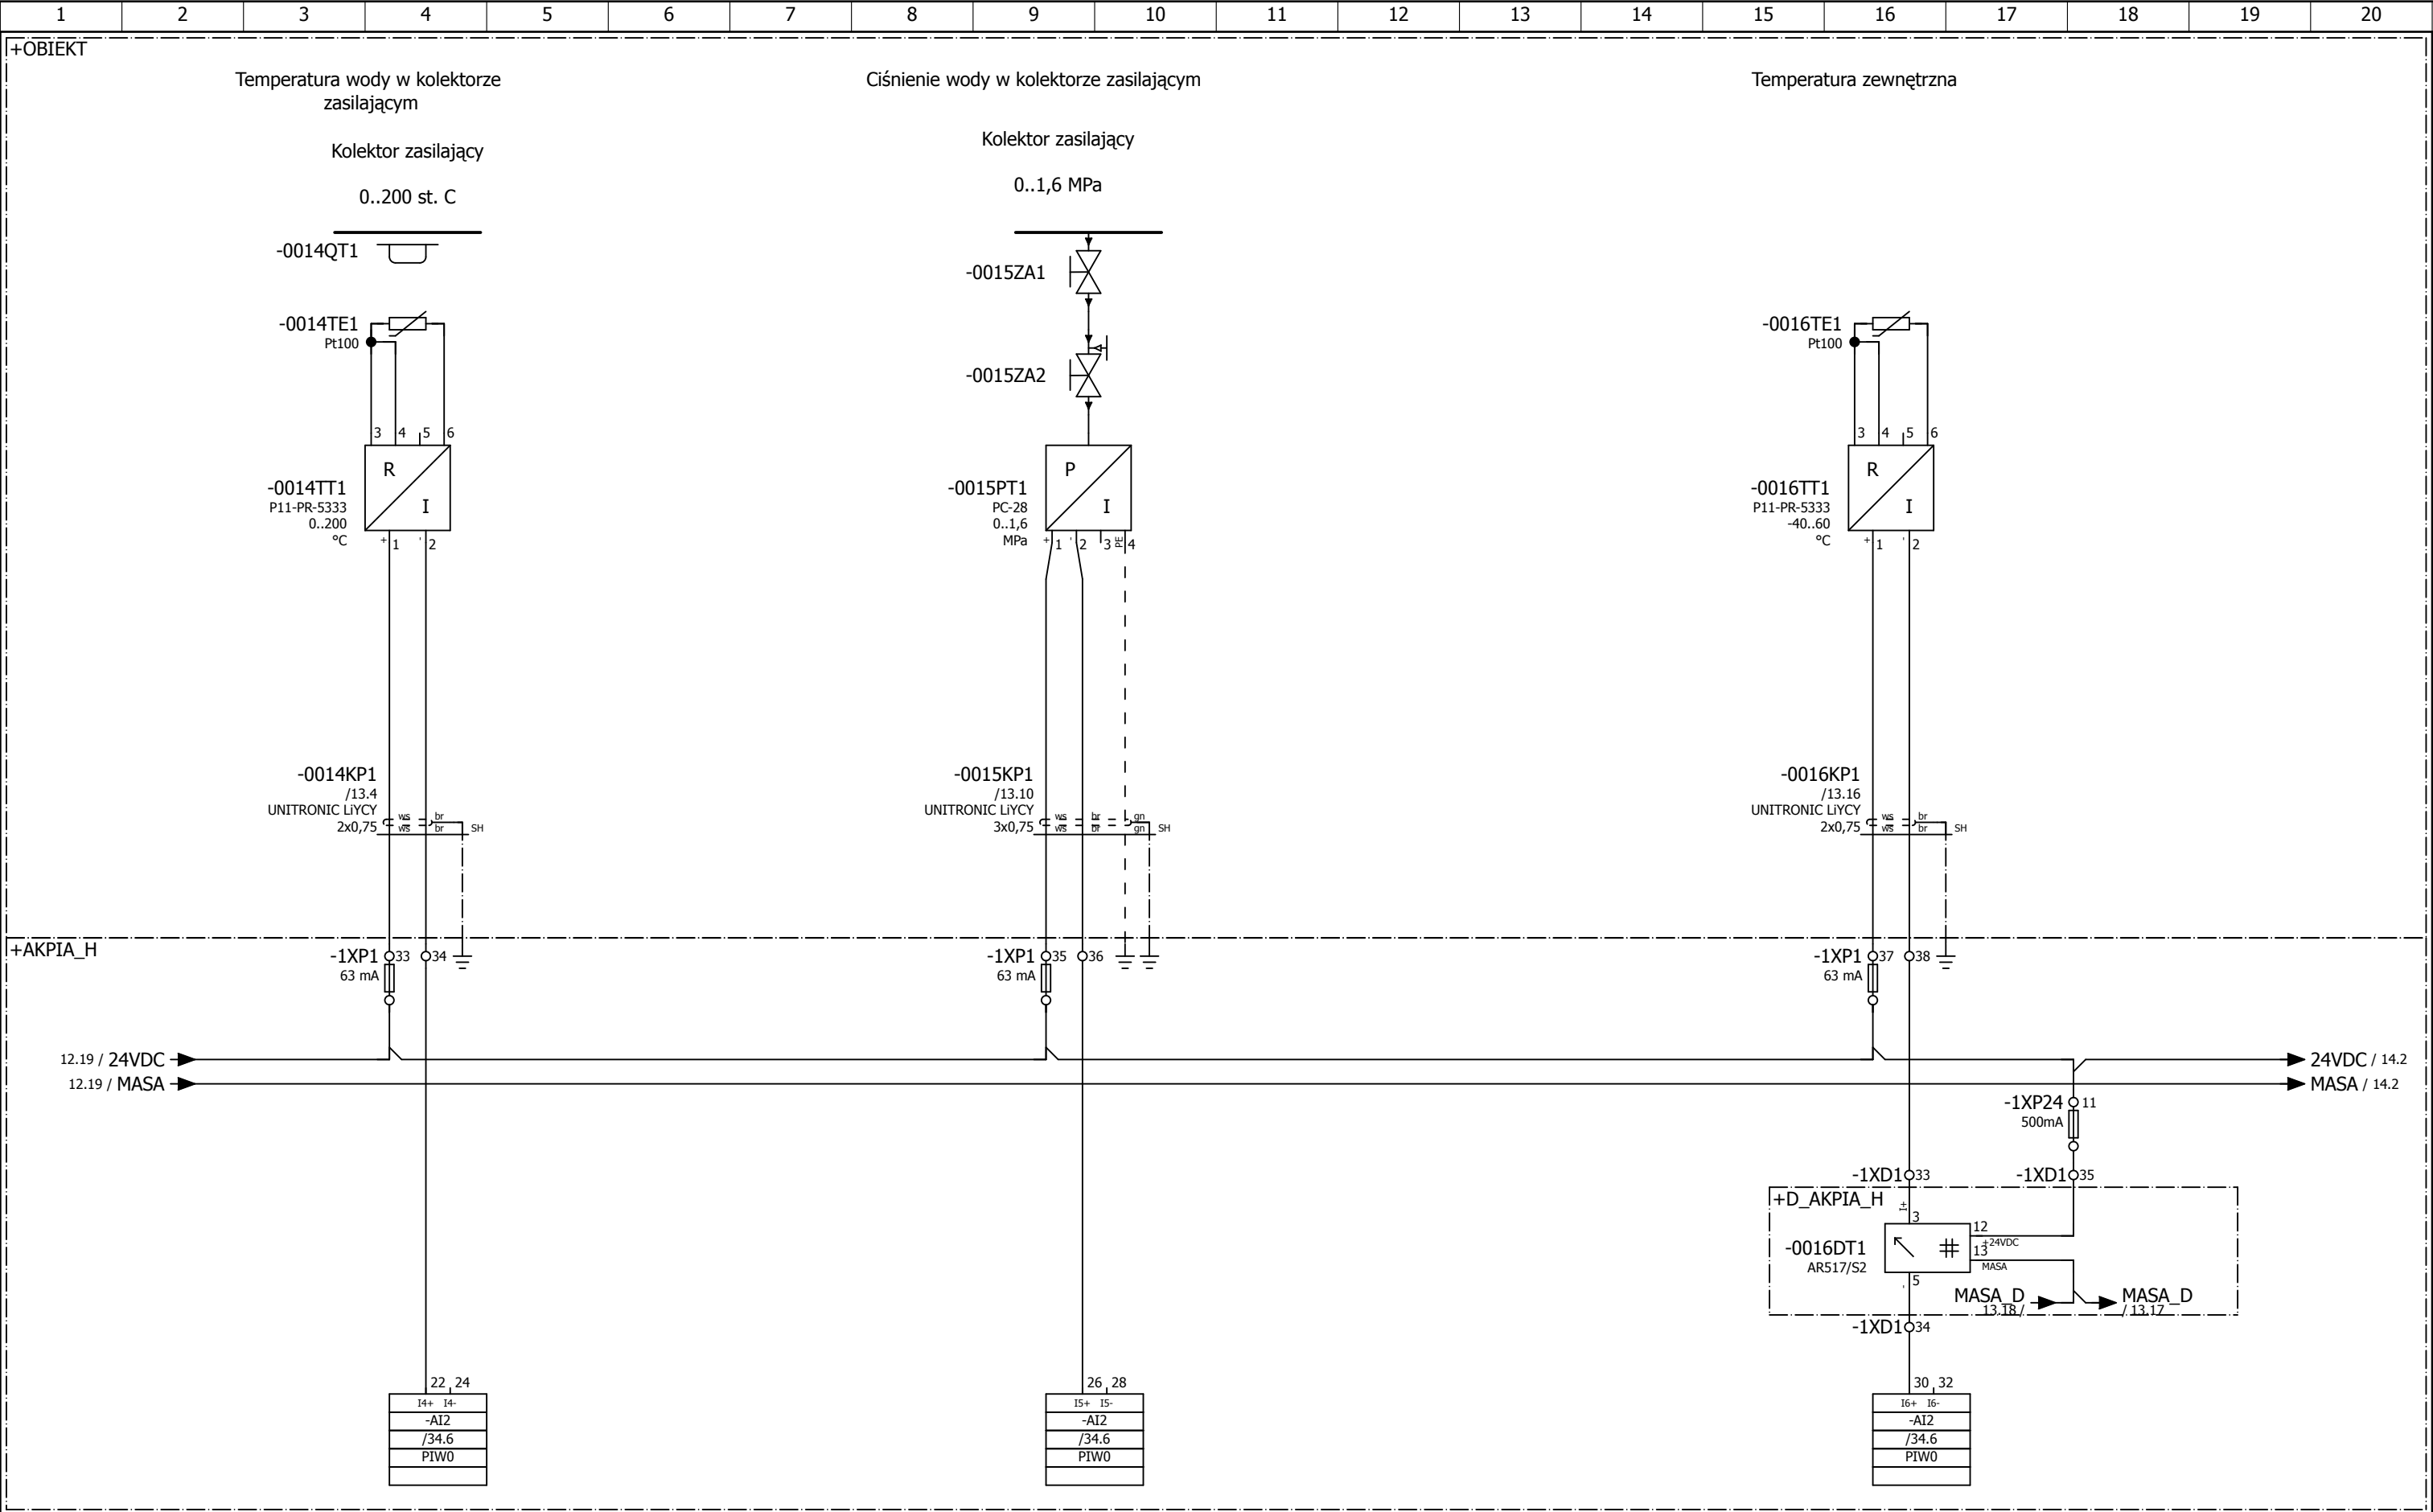 1 2 3 4 5 6 7 8 9 10 11 12 13 14 15 16 17 18 19 20
+OBIEKT
Temperatura wody w kolektorze
zasilającym
Kolektor zasilający
0..200 st. C
-0014QT1
-0014TE1
Pt100
3 4 5 6
R
I
-0014TT1
P11-PR-5333
0..200
°C
+ 1 - 2
-0014KP1
/13.4
UNITRONIC LiYCY
2x0,75
ws br
ws br
SH
Ciśnienie wody w kolektorze zasilającym
Kolektor zasilający
0..1,6 MPa
-0015ZA1
-0015ZA2
P
I
-0015PT1
PC-28
0..1,6
MPa
+ 1 - 2 3 PE 4
-0015KP1
/13.10
UNITRONIC LiYCY
3x0,75
ws br gn
ws br gn
SH
Temperatura zewnętrzna
-0016TE1
Pt100
3 4 5 6
R
I
-0016TT1
P11-PR-5333
-40..60
°C
+ 1 - 2
-0016KP1
/13.16
UNITRONIC LiYCY
2x0,75
ws br
ws br
SH
+AKPIA_H
-1XP1 33 34
63 mA
-1XP1 35 36
63 mA
-1XP1 37 38
63 mA
12.19 / 24VDC
24VDC / 14.2
12.19 / MASA
MASA / 14.2
-1XP24 11
500mA
-1XD1 33
-1XD1 35
+D_AKPIA_H
I+
3
12
+24VDC
13
MASA
-0016DT1
AR517/S2
5
-
MASA_D
13.18 /
MASA_D
/ 13.17
-1XD1 34
22 24
I4+ I4-
-AI2
/34.6
PIW0
26 28
I5+ I5-
-AI2
/34.6
PIW0
30 32
I6+ I6-
-AI2
/34.6
PIW0